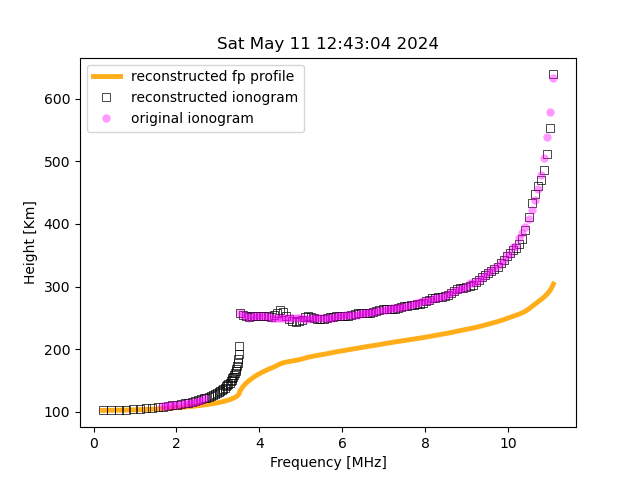 Sat May 11 12:43:04 2024
reconstructed fp profile
reconstructed ionogram
original ionogram
Height [Km]
600
500
400
300
200
100
0 2 4 6 8 10
Frequency [MHz]